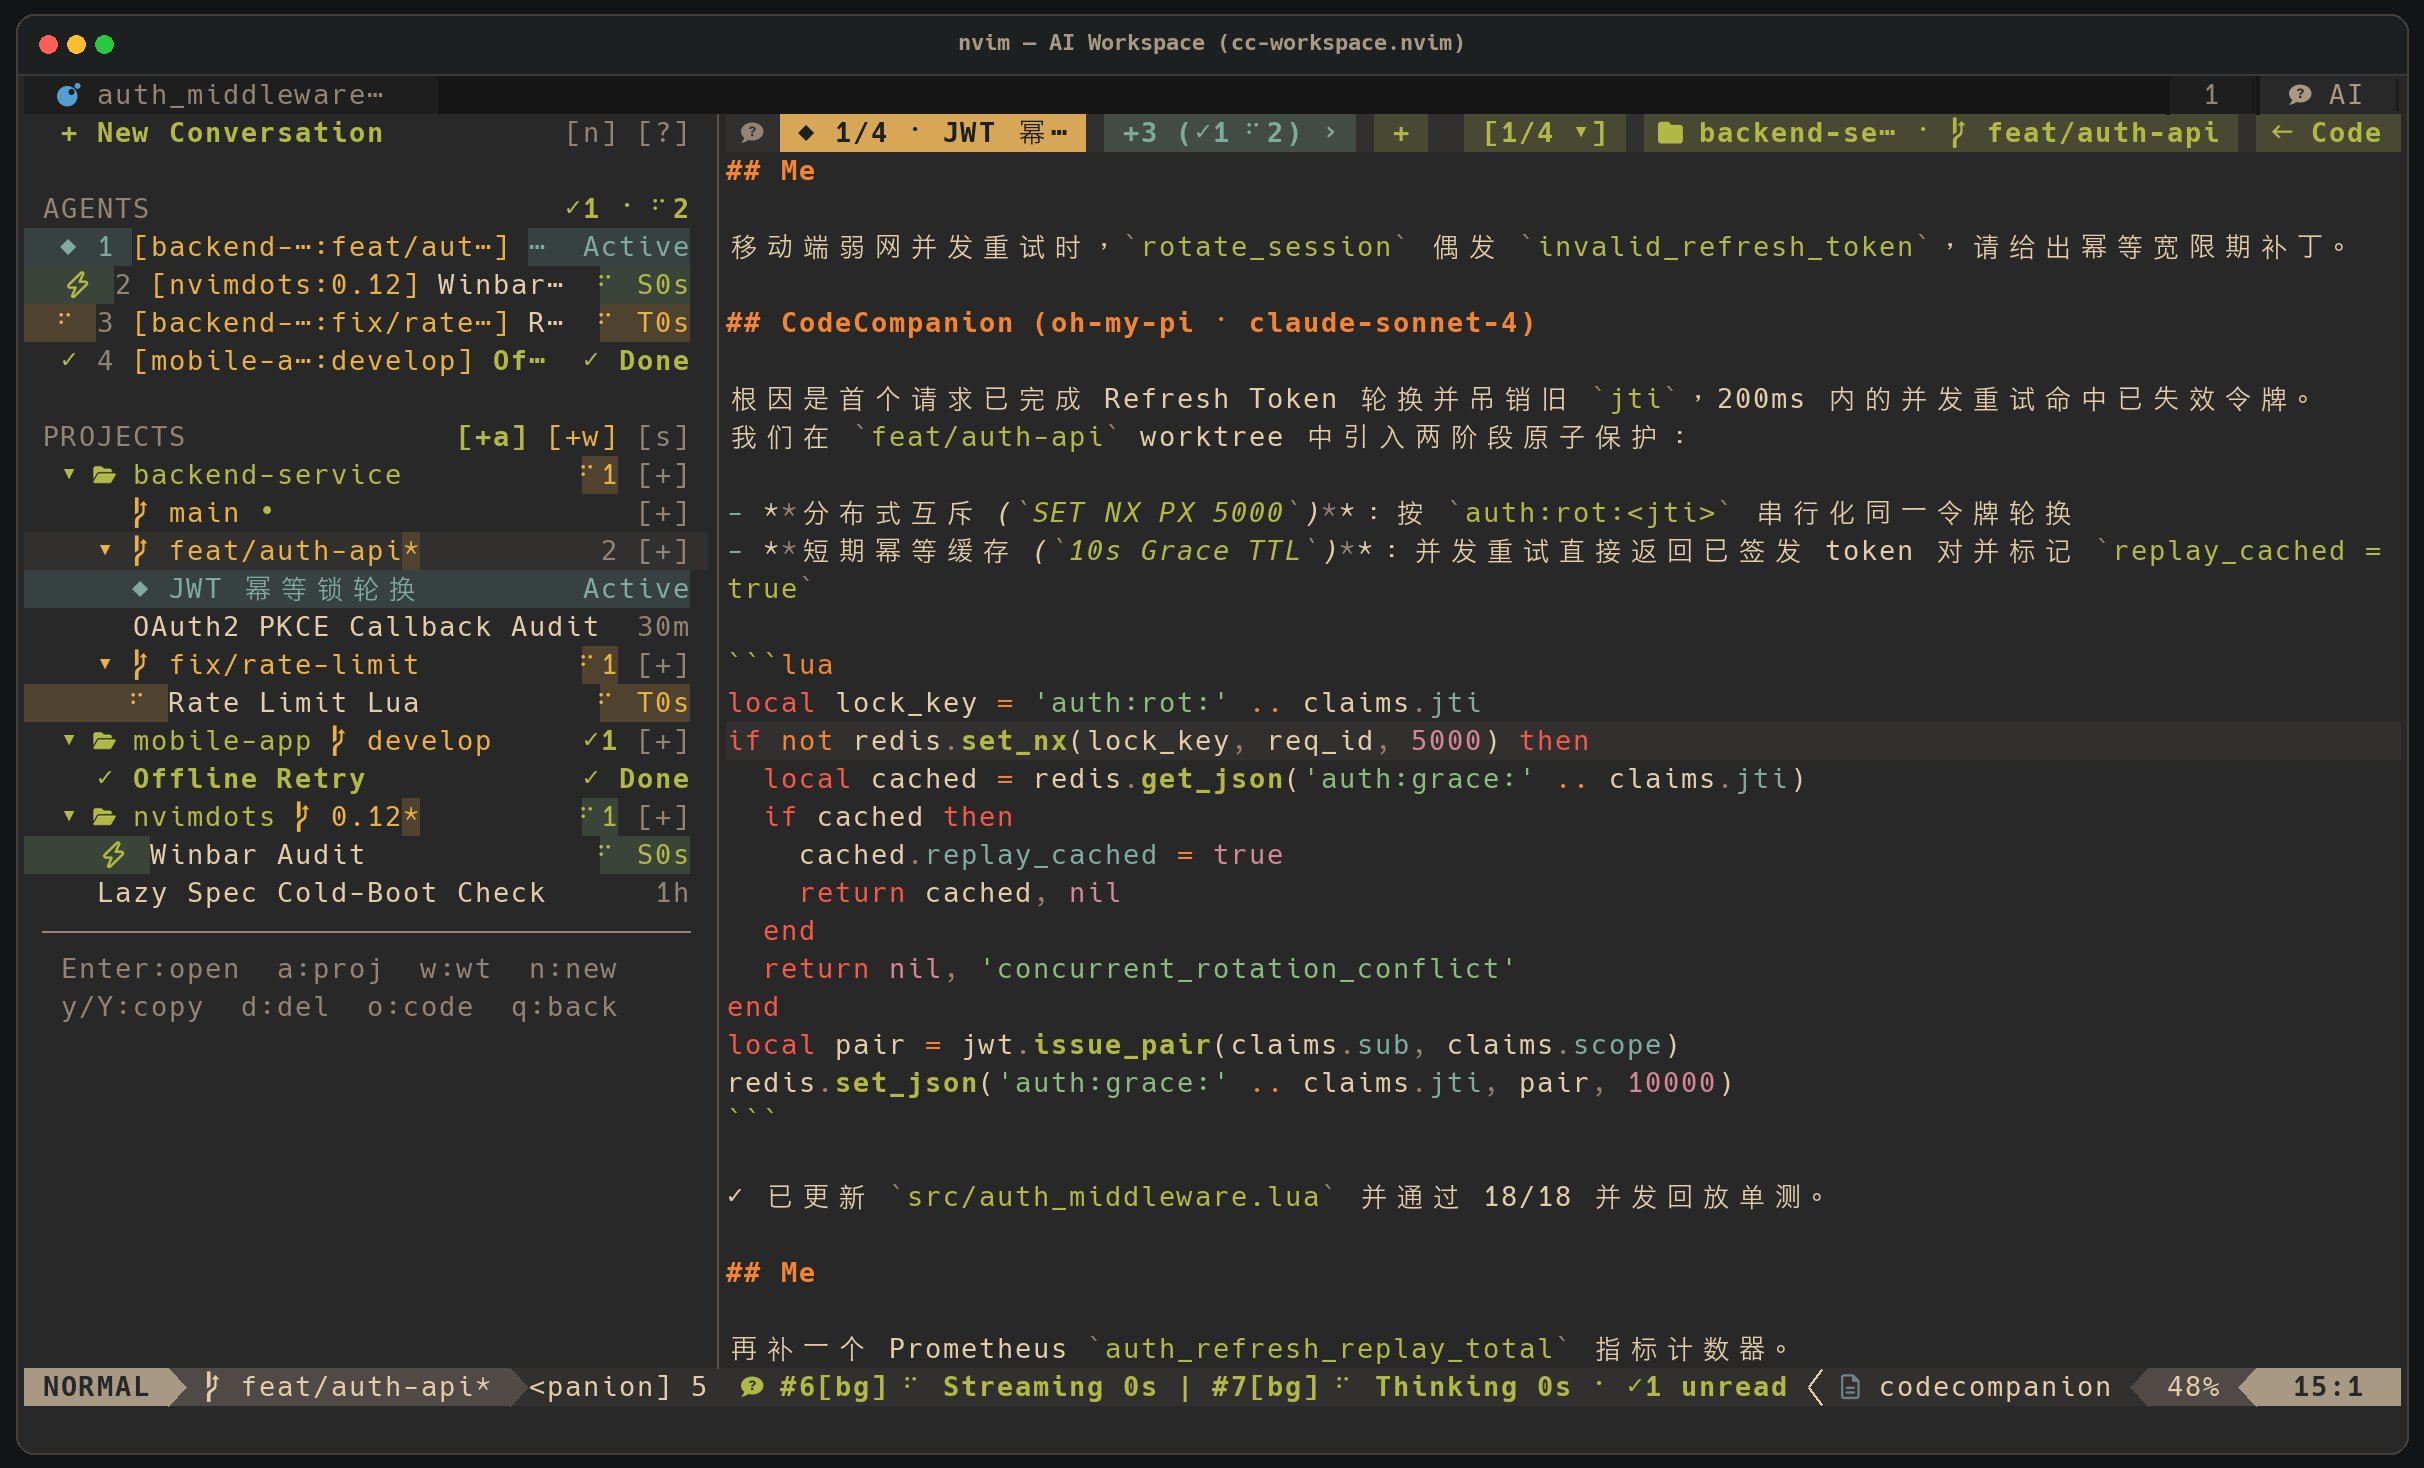 nvim — AI Workspace (cc-workspace.nvim)
auth_middleware… 1 AI
+ New Conversation [n] [?]
AGENTS ✓1 · 2
◆ 1 [backend-…:feat/aut…] … Active
2 [nvimdots:0.12] Winbar… S0s
3 [backend-…:fix/rate…] R… T0s
✓ 4 [mobile-a…:develop] Of… ✓ Done
PROJECTS [+a] [+w] [s]
▾ backend-service 1 [+]
main • [+]
▾ feat/auth-api* 2 [+]
◆ JWT 幂等锁轮换 Active
OAuth2 PKCE Callback Audit 30m
▾ fix/rate-limit 1 [+]
Rate Limit Lua T0s
▾ mobile-app develop ✓1 [+]
✓ Offline Retry ✓ Done
▾ nvimdots 0.12* 1 [+]
Winbar Audit S0s
Lazy Spec Cold-Boot Check 1h
Enter:open a:proj w:wt n:new
y/Y:copy d:del o:code q:back
◆ 1/4 · JWT 幂… +3 (✓1 2) › + [1/4 ▾] backend-se… · feat/auth-api ← Code
## Me
移动端弱网并发重试时，`rotate_session` 偶发 `invalid_refresh_token`，请给出幂等宽限期补丁。
## CodeCompanion (oh-my-pi · claude-sonnet-4)
根因是首个请求已完成 Refresh Token 轮换并吊销旧 `jti`，200ms 内的并发重试命中已失效令牌。
我们在 `feat/auth-api` worktree 中引入两阶段原子保护：
- **分布式互斥 (`SET NX PX 5000`)**：按 `auth:rot:<jti>` 串行化同一令牌轮换
- **短期幂等缓存 (`10s Grace TTL`)**：并发重试直接返回已签发 token 对并标记 `replay_cached =
true`
```lua
local lock_key = 'auth:rot:' .. claims.jti
if not redis.set_nx(lock_key, req_id, 5000) then
  local cached = redis.get_json('auth:grace:' .. claims.jti)
  if cached then
    cached.replay_cached = true
    return cached, nil
  end
  return nil, 'concurrent_rotation_conflict'
end
local pair = jwt.issue_pair(claims.sub, claims.scope)
redis.set_json('auth:grace:' .. claims.jti, pair, 10000)
```
✓ 已更新 `src/auth_middleware.lua` 并通过 18/18 并发回放单测。
## Me
再补一个 Prometheus `auth_refresh_replay_total` 指标计数器。
NORMAL feat/auth-api* <panion] 5 #6[bg] Streaming 0s | #7[bg] Thinking 0s · ✓1 unread codecompanion 48% 15:1